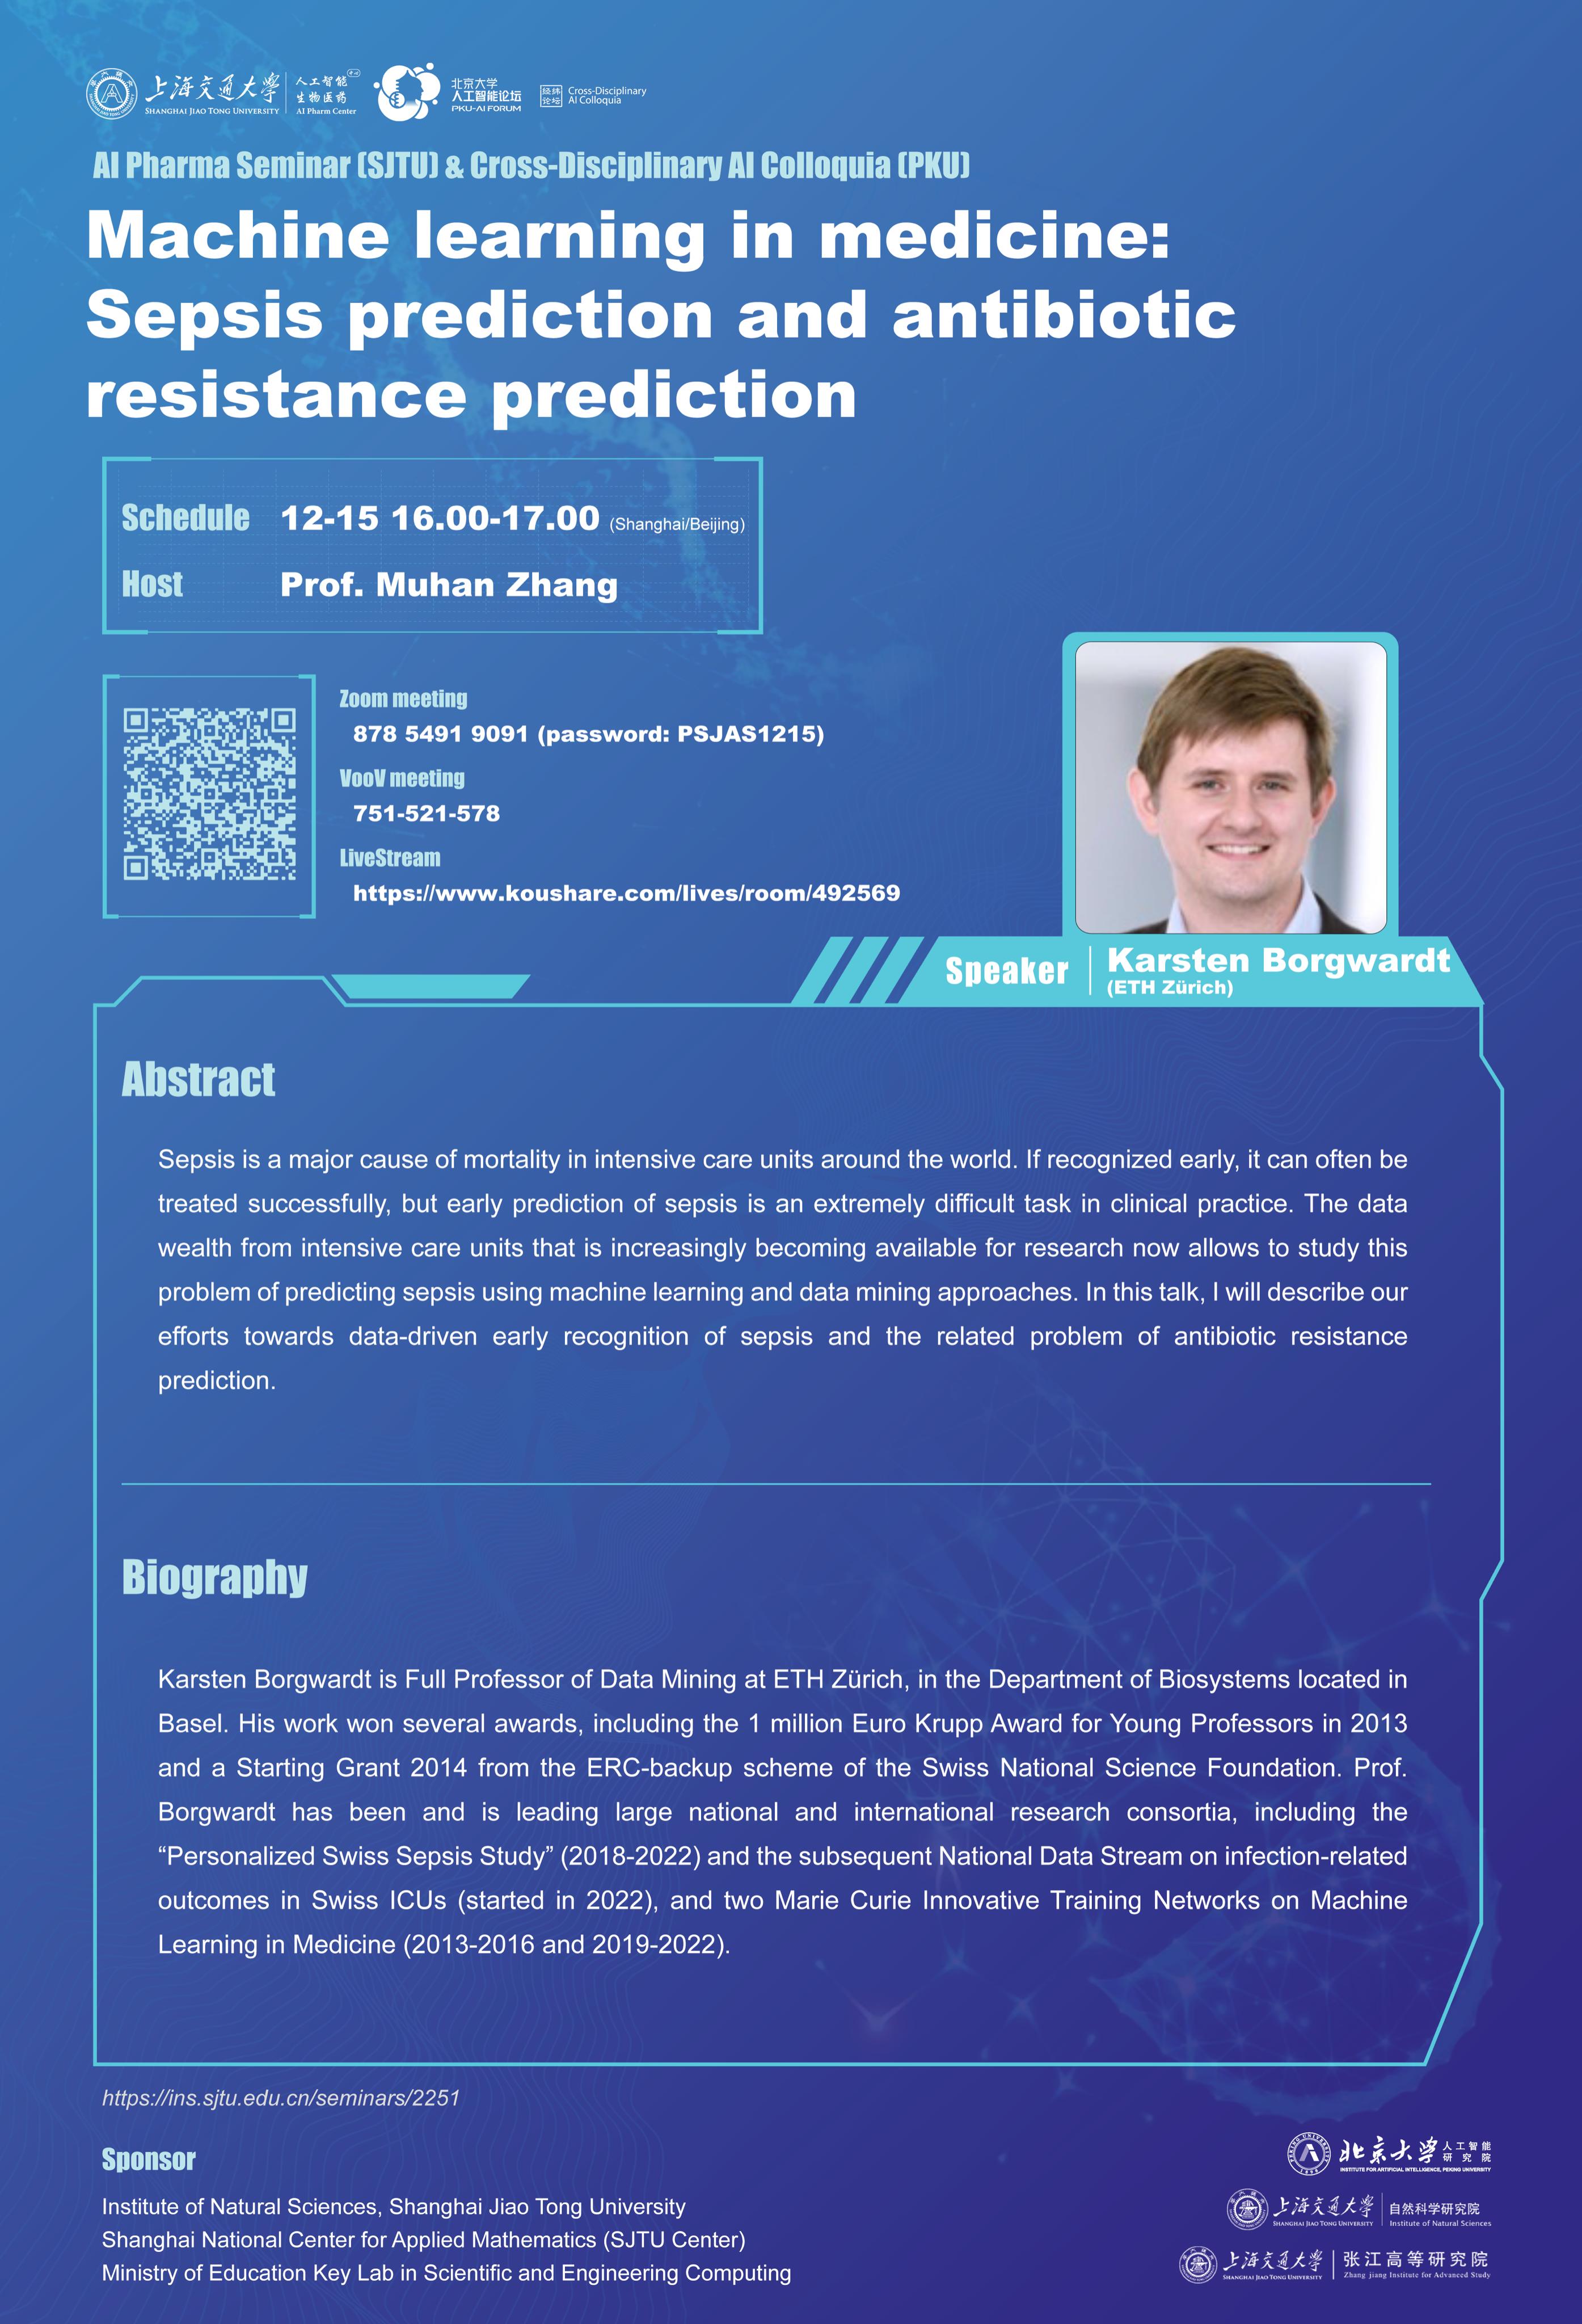 上海交通大学
SHANGHAI JIAO TONG UNIVERSITY
人工智能
生物医药
AI Pharm Center
北京大学
人工智能论坛
PKU-AI FORUM
经纬
论坛
Cross-Disciplinary
AI Colloquia
AI Pharma Seminar (SJTU) & Cross-Disciplinary AI Colloquia (PKU)
Machine learning in medicine:
Sepsis prediction and antibiotic
resistance prediction
Schedule 12-15 16.00-17.00 (Shanghai/Beijing)
Host Prof. Muhan Zhang
Zoom meeting
878 5491 9091 (password: PSJAS1215)
VooV meeting
751-521-578
LiveStream
https://www.koushare.com/lives/room/492569
Speaker
Karsten Borgwardt
(ETH Zürich)
Abstract
Sepsis is a major cause of mortality in intensive care units around the world. If recognized early, it can often be
treated successfully, but early prediction of sepsis is an extremely difficult task in clinical practice. The data
wealth from intensive care units that is increasingly becoming available for research now allows to study this
problem of predicting sepsis using machine learning and data mining approaches. In this talk, I will describe our
efforts towards data-driven early recognition of sepsis and the related problem of antibiotic resistance
prediction.
Biography
Karsten Borgwardt is Full Professor of Data Mining at ETH Zürich, in the Department of Biosystems located in
Basel. His work won several awards, including the 1 million Euro Krupp Award for Young Professors in 2013
and a Starting Grant 2014 from the ERC-backup scheme of the Swiss National Science Foundation. Prof.
Borgwardt has been and is leading large national and international research consortia, including the
“Personalized Swiss Sepsis Study” (2018-2022) and the subsequent National Data Stream on infection-related
outcomes in Swiss ICUs (started in 2022), and two Marie Curie Innovative Training Networks on Machine
Learning in Medicine (2013-2016 and 2019-2022).
https://ins.sjtu.edu.cn/seminars/2251
Sponsor
Institute of Natural Sciences, Shanghai Jiao Tong University
Shanghai National Center for Applied Mathematics (SJTU Center)
Ministry of Education Key Lab in Scientific and Engineering Computing
北京大学
人工智能
研究院
INSTITUTE FOR ARTIFICIAL INTELLIGENCE, PEKING UNIVERSITY
上海交通大学
SHANGHAI JIAO TONG UNIVERSITY
自然科学研究院
Institute of Natural Sciences
上海交通大学
SHANGHAI JIAO TONG UNIVERSITY
张江高等研究院
Zhang jiang Institute for Advanced Study